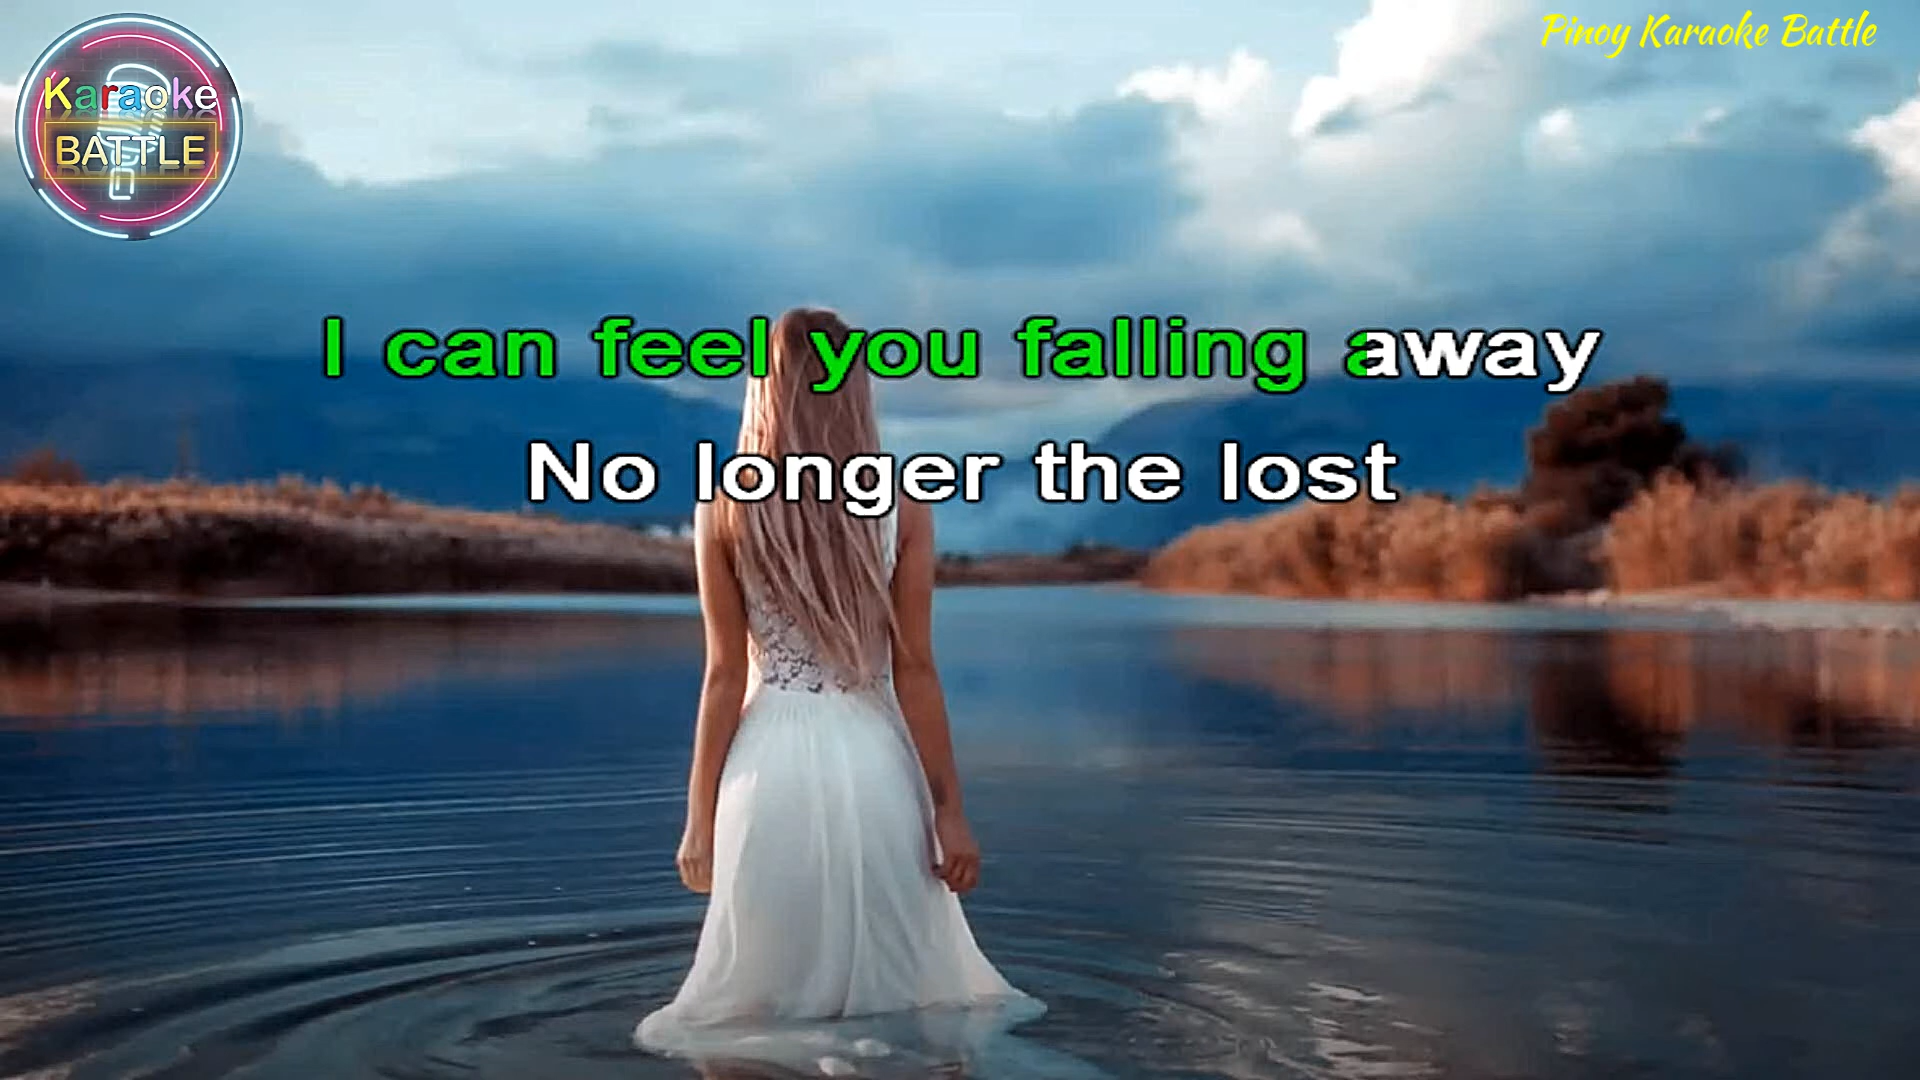 Karaoke
BATTLE
Pinoy Karaoke Battle
I can feel you falling away
No longer the lost